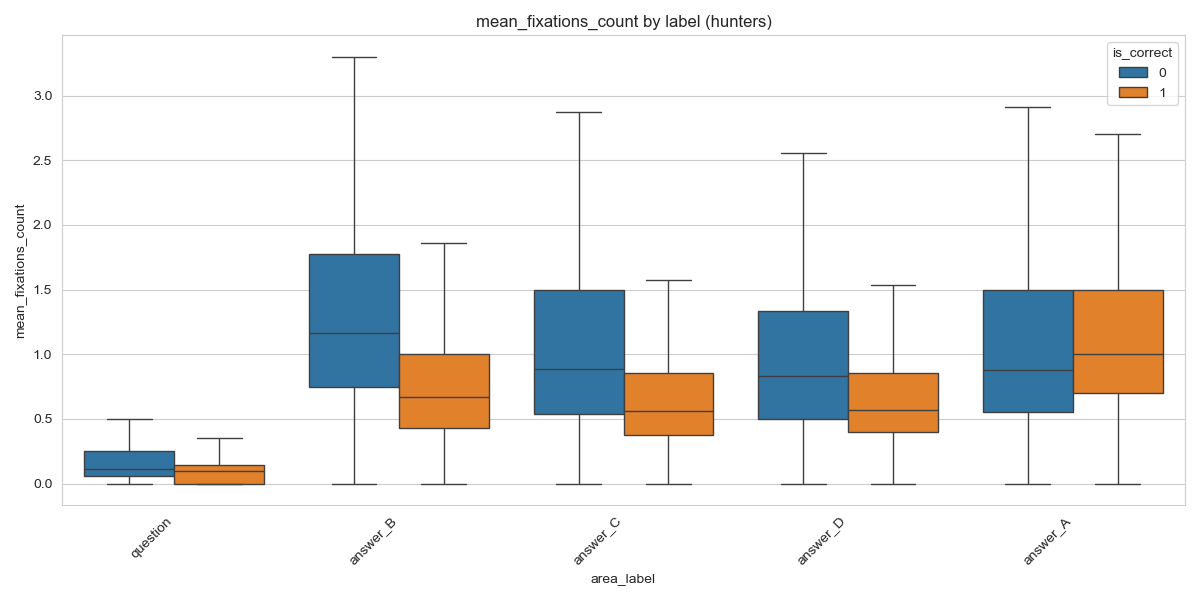 mean_fixations_count by label (hunters)
is_correct
0
1
mean_fixations_count
3.0
2.5
2.0
1.5
1.0
0.5
0.0
question
answer_B
answer_C
answer_D
answer_A
area_label